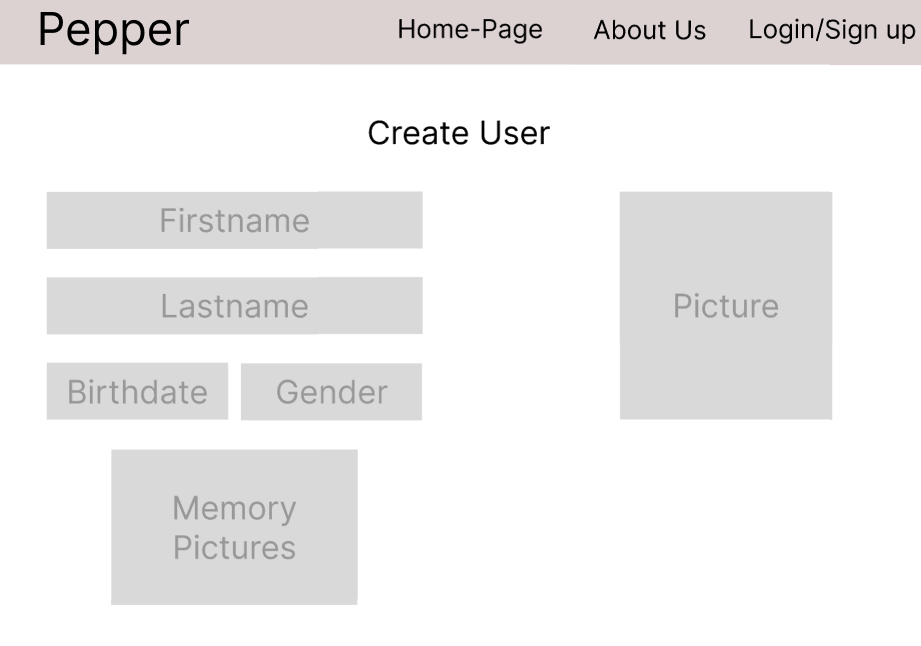 Pepper
Home-Page
About Us
Login/Sign up
Create User
Firstname
Lastname
Birthdate
Gender
Picture
Memory
Pictures